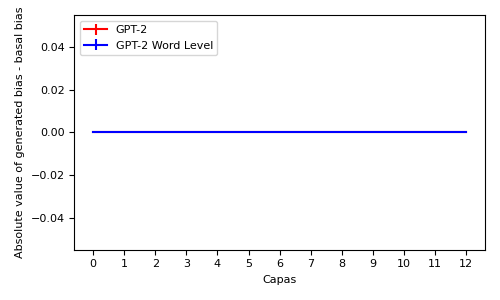 Absolute value of generated bias - basal bias
GPT-2
GPT-2 Word Level
0.04
0.02
0.00
−0.02
−0.04
0 1 2 3 4 5 6 7 8 9 10 11 12
Capas